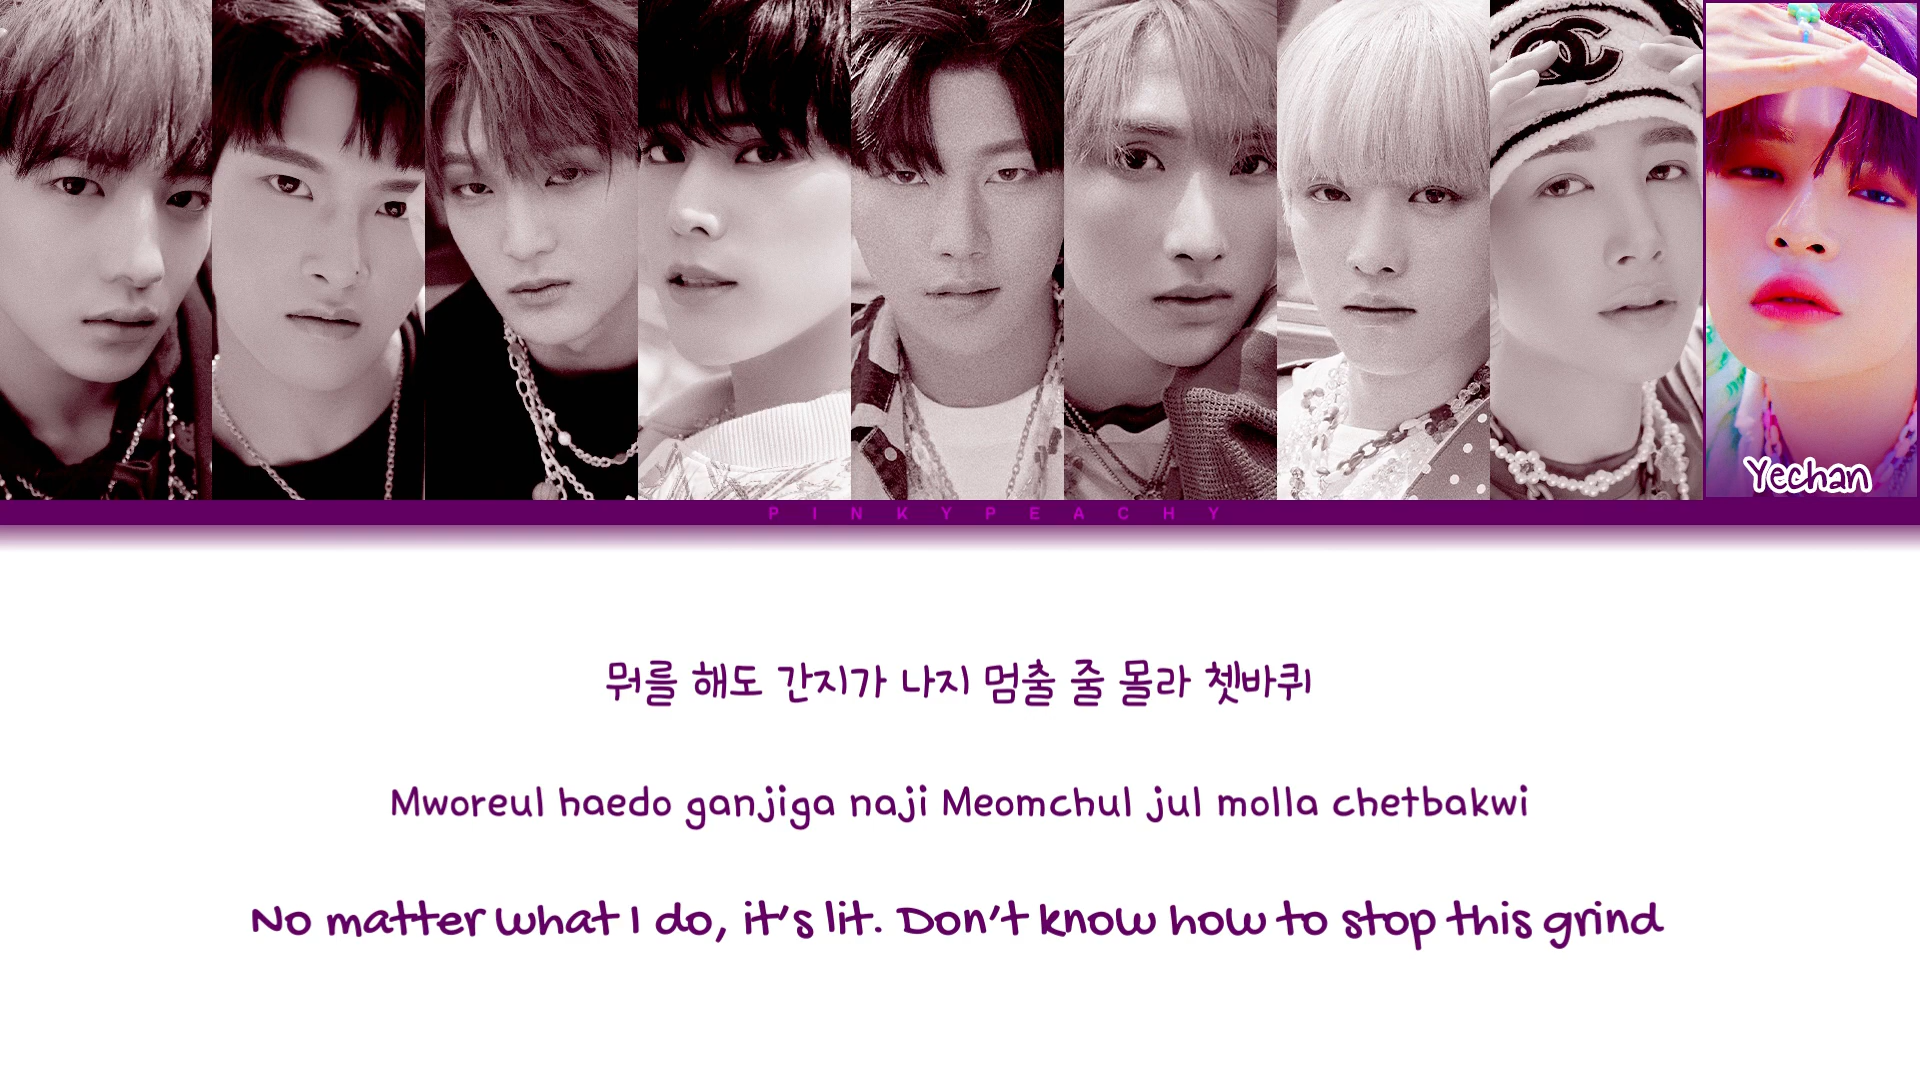 Yechan
PINKYPEACHY
뭐를 해도 간지가 나지 멈출 줄 몰라 쳇바퀴
Mworeul haedo ganjiga naji Meomchul jul molla chetbakwi
No matter what I do, it's lit. Don't know how to stop this grind